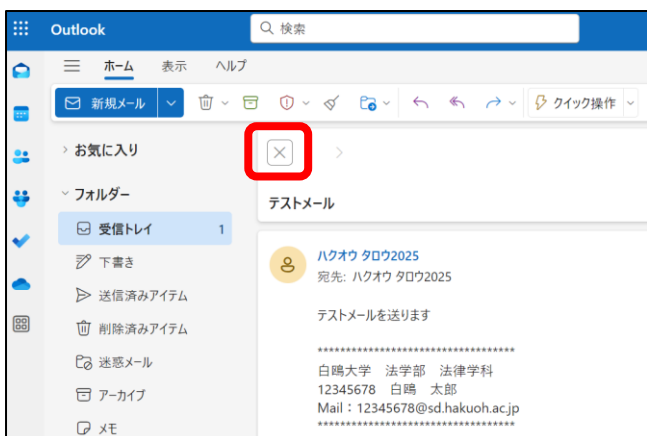 Outlook
検索
ホーム 表示 ヘルプ
新規メール
クイック操作
お気に入り
フォルダー
受信トレイ 1
下書き
送信済みアイテム
削除済みアイテム
迷惑メール
アーカイブ
メモ
テストメール
ハクオウ タロウ2025
宛先: ハクオウ タロウ2025
テストメールを送ります
**********************************
白鴎大学 法学部 法律学科
12345678 白鴎 太郎
Mail：12345678@sd.hakuoh.ac.jp
**********************************